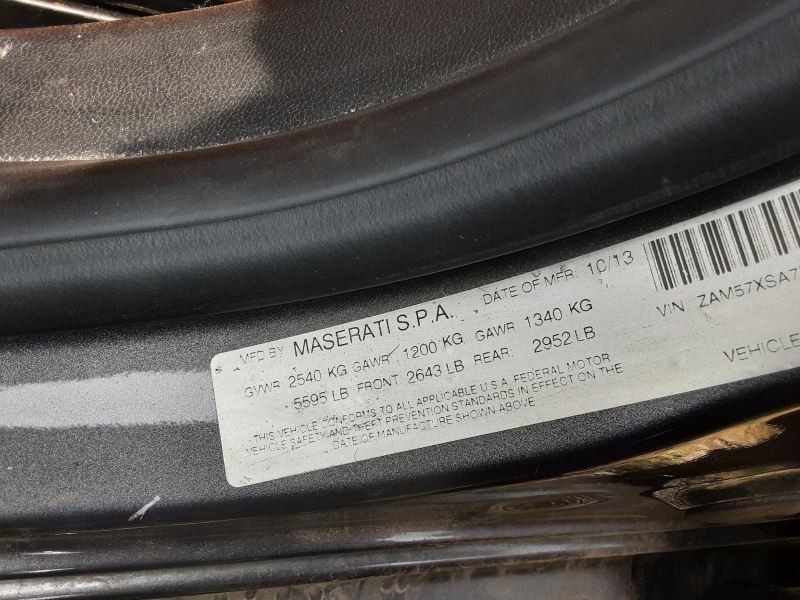 MFD BY MASERATI S.P.A. DATE OF MFR: 10/13
GVWR 2540 KG GAWR 1200 KG GAWR 1340 KG
5595 LB FRONT: 2643 LB REAR: 2952 LB
THIS VEHICLE CONFORMS TO ALL APPLICABLE U.S.A. FEDERAL MOTOR
VEHICLE SAFETY AND THEFT PREVENTION STANDARDS IN EFFECT ON THE
DATE OF MANUFACTURE SHOWN ABOVE
VIN ZAM57XSA7
VEHICLE